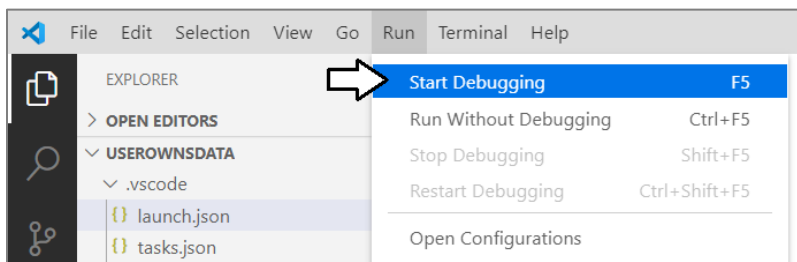 File Edit Selection View Go Run Terminal Help
EXPLORER
OPEN EDITORS
USEROWNSDATA
.vscode
{} launch.json
{} tasks.json
Start Debugging F5
Run Without Debugging Ctrl+F5
Stop Debugging Shift+F5
Restart Debugging Ctrl+Shift+F5
Open Configurations